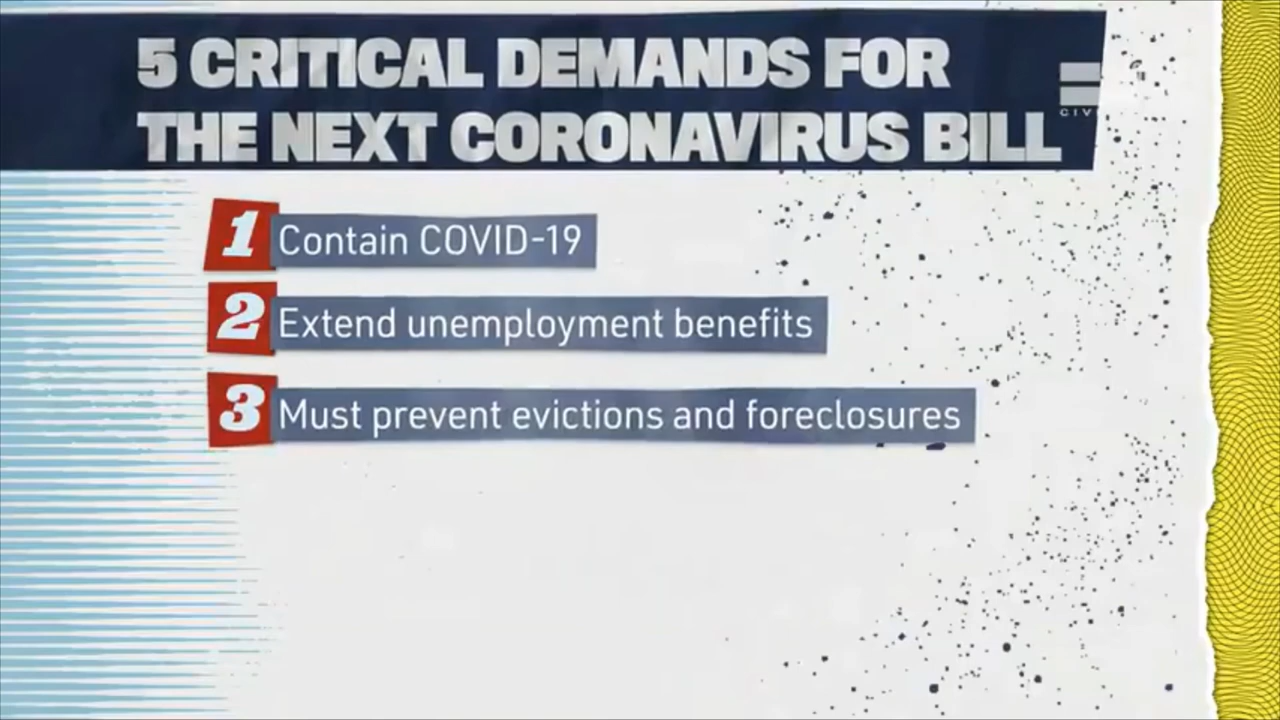 5 CRITICAL DEMANDS FOR
THE NEXT CORONAVIRUS BILL
CIV
1 Contain COVID-19
2 Extend unemployment benefits
3 Must prevent evictions and foreclosures